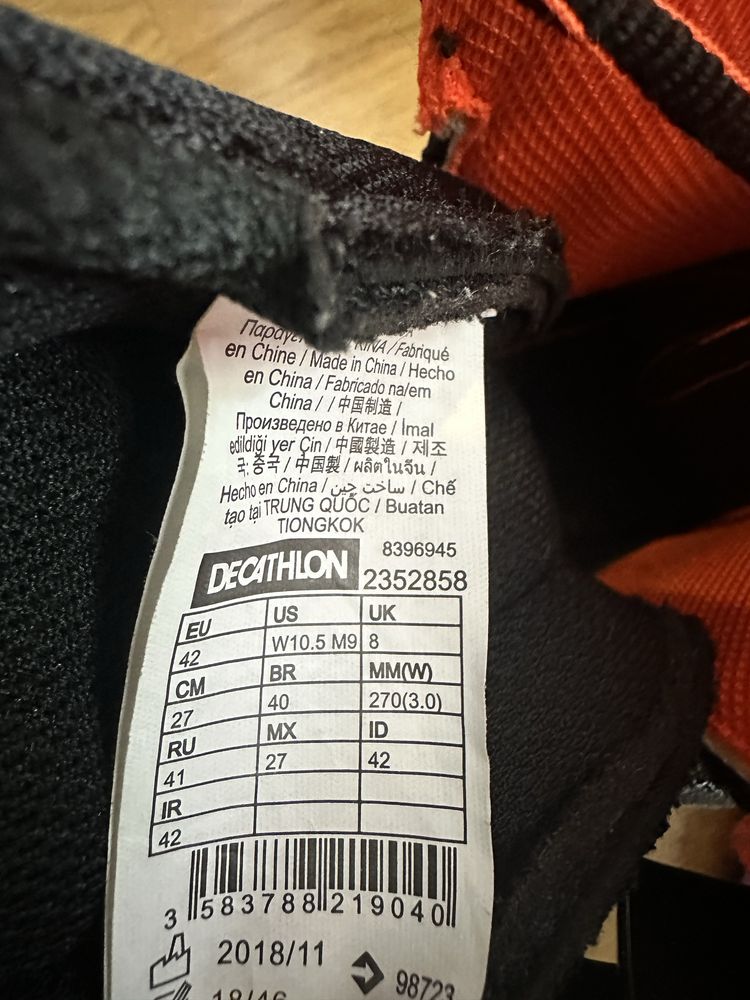 KINA / Fabriqué
en Chine / Made in China / Hecho
en China / Fabricado na/em
China / / 中国制造 /
Произведено в Китае / İmal
edildiği yer Çin / 中國製造 / 제조
국: 중국 / 中国製 / ผลิตในจีน /
Hecho en China / ساخت چین / Chế
tạo tại TRUNG QUỐC / Buatan
TIONGKOK
DECATHLON
8396945
2352858
EU US UK
42 W10.5 M9 8
CM BR MM(W)
27 40 270(3.0)
RU MX ID
41 27 42
IR
42
3 583788 219040
2018/11
98723
18/46